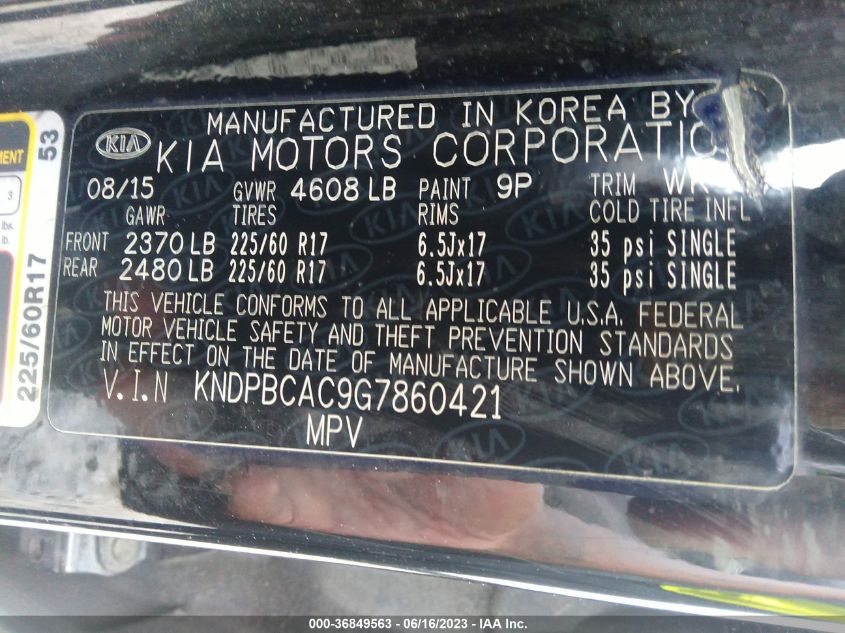 MANUFACTURED IN KOREA BY
KIA KIA MOTORS
08/15 GVWR 4608 LB PAINT 9P TRIM
GAWR TIRES RIMS COLD TIRE INFL
FRONT 2370 LB 225/60 R17 6.5Jx17 35 psi SINGLE
REAR 2480 LB 225/60 R17 6.5Jx17 35 psi SINGLE
THIS VEHICLE CONFORMS TO ALL APPLICABLE U.S.A. FEDERAL
MOTOR VEHICLE SAFETY AND THEFT PREVENTION STANDARDS
IN EFFECT ON THE DATE OF MANUFACTURE SHOWN ABOVE.
V.I.N KNDPBCAC9G7860421
MPV
53
3
lbs.
lb.
225/60R17
000-36849563 - 06/16/2023 - IAA Inc.